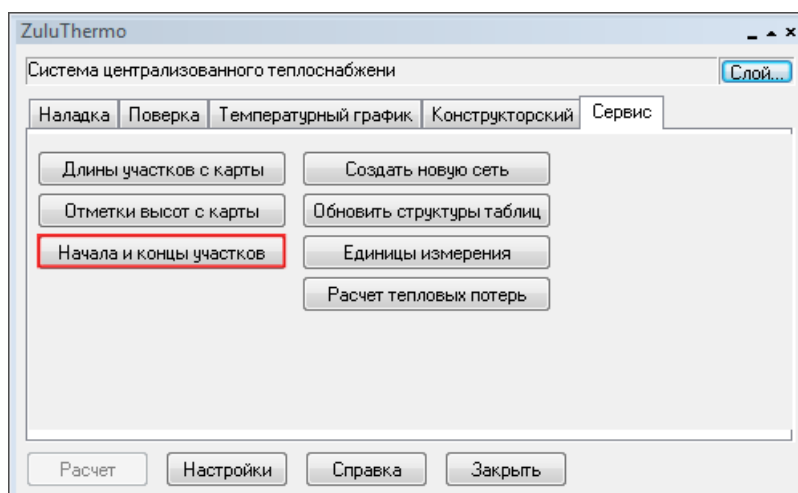 ZuluThermo
Система централизованного теплоснабжени
Слой...
Наладка Поверка Температурный график Конструкторский Сервис
Длины участков с карты Создать новую сеть
Отметки высот с карты Обновить структуры таблиц
Начала и концы участков Единицы измерения
Расчет тепловых потерь
Расчет Настройки Справка Закрыть